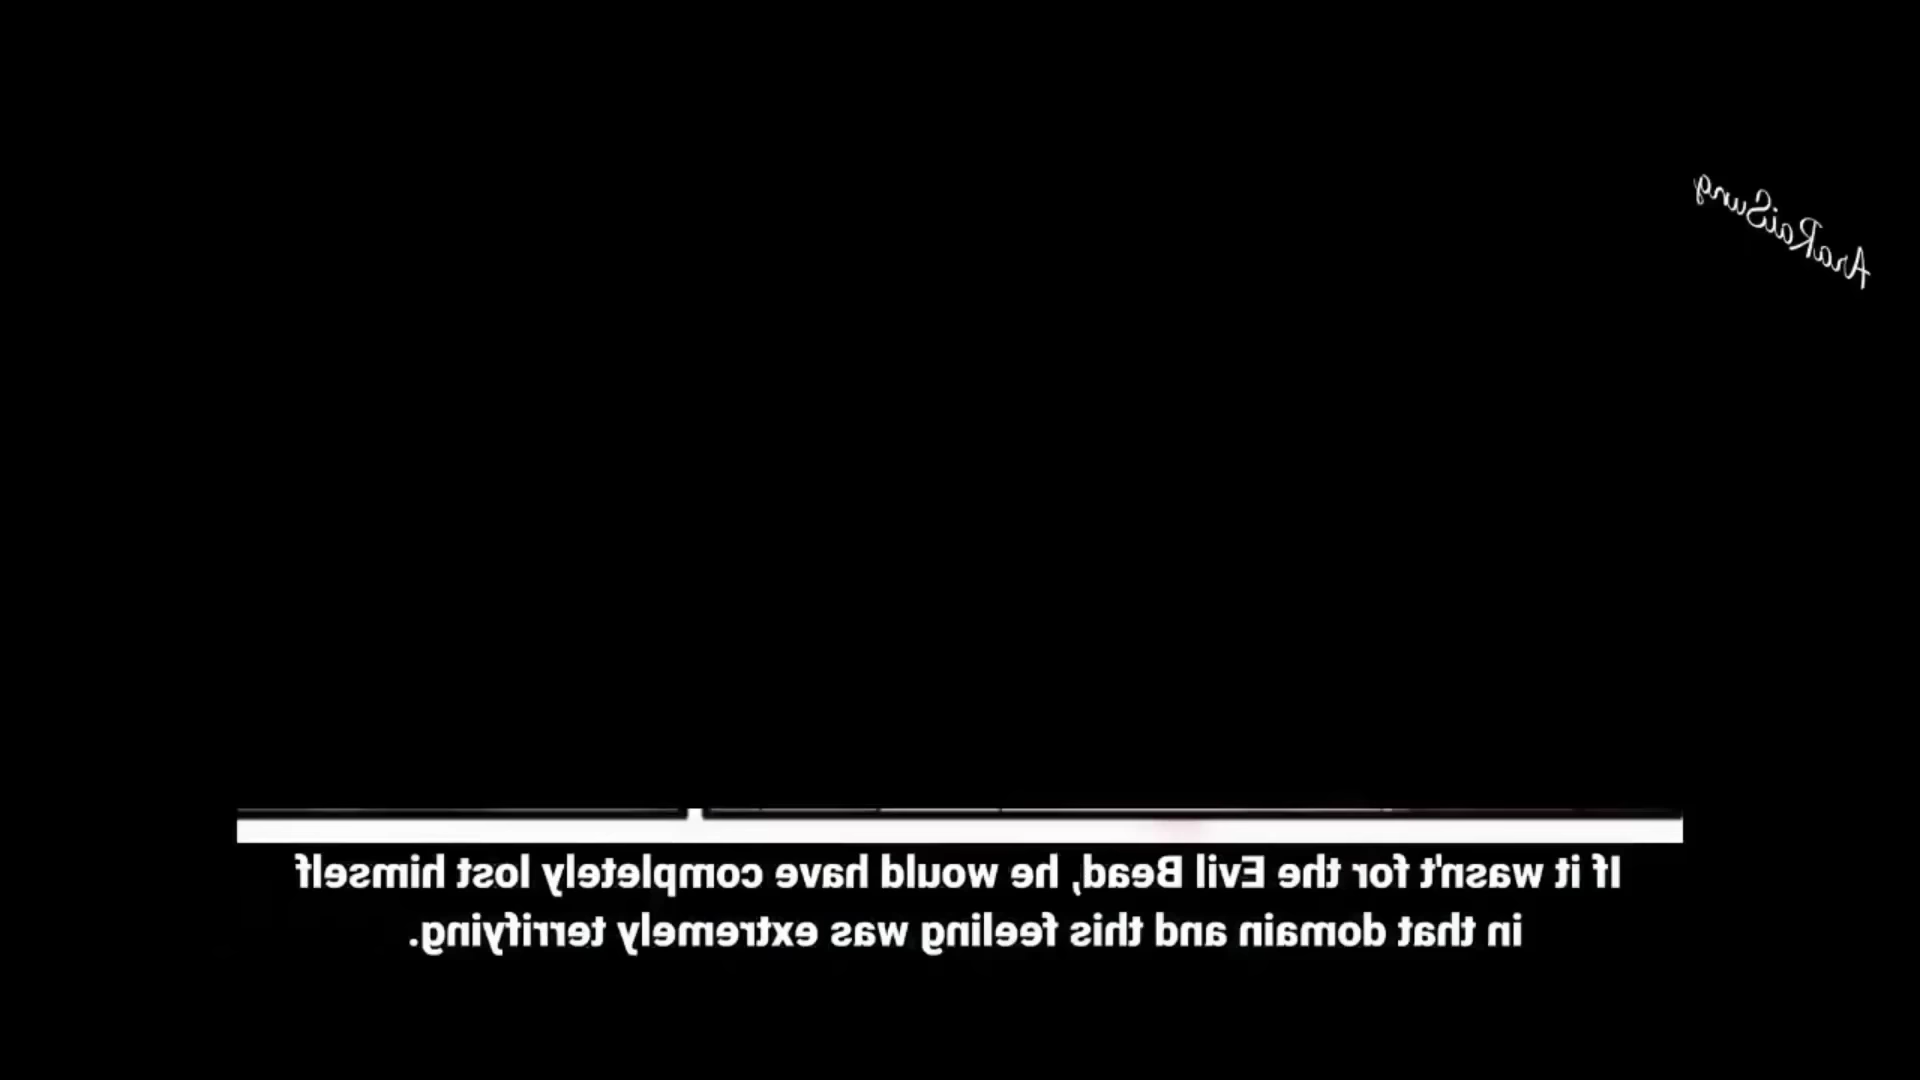 AraRaiSung
If it wasn't for the Evil Bead, he would have completely lost himself
in that domain and this feeling was extremely terrifying.